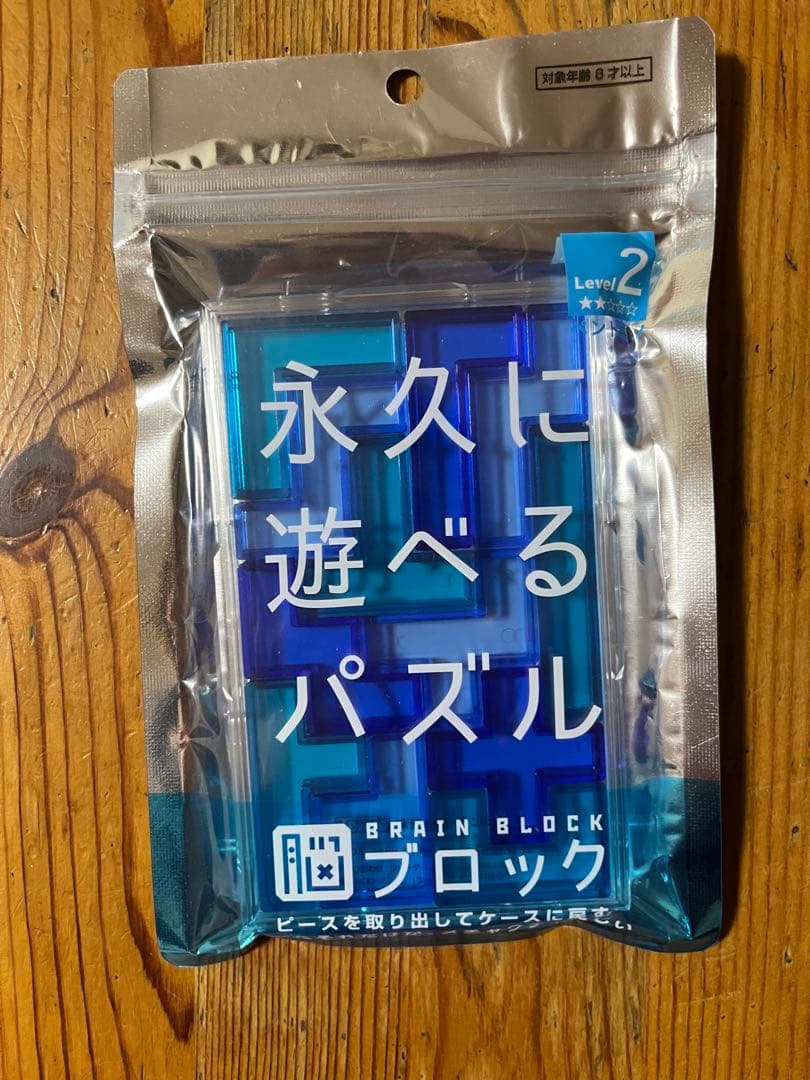 対象年齢6才以上
Level 2
★★☆☆☆
永久に
遊べる
パズル
BRAIN BLOCK
脳ブロック
ピースを取り出してケースに戻す